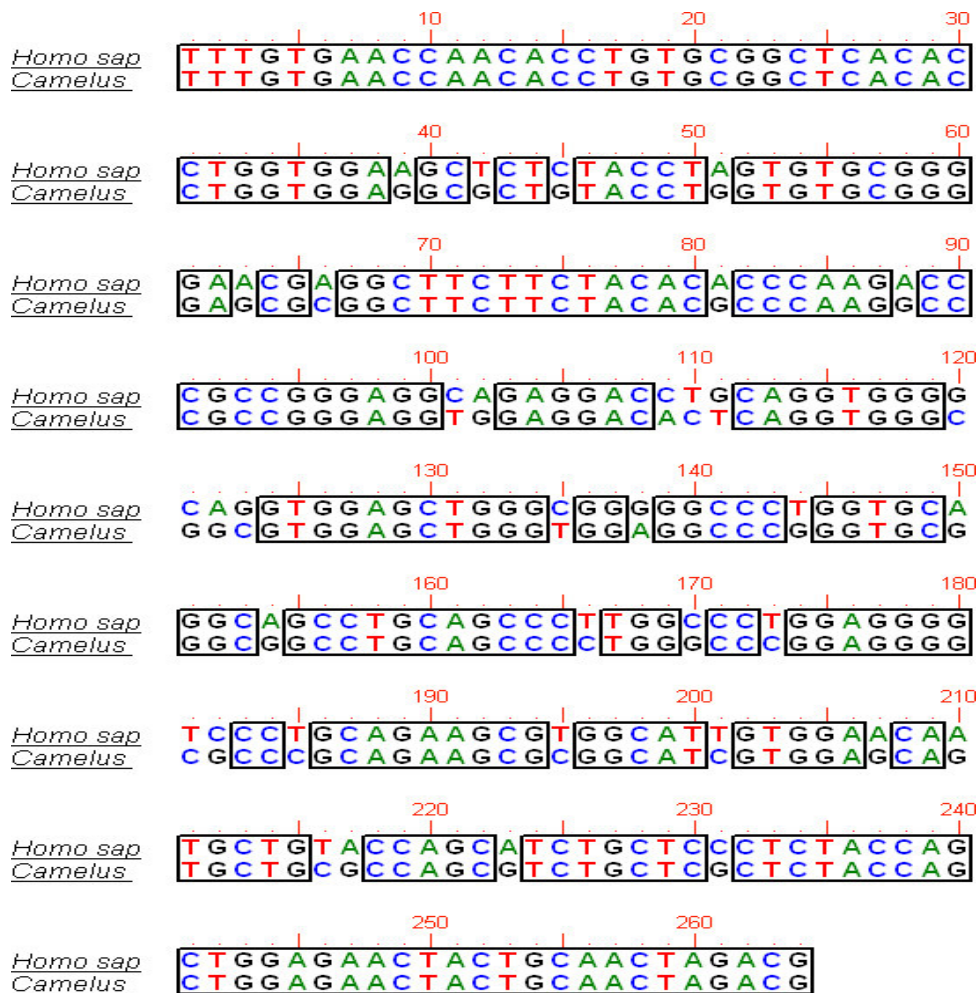 10 20 30
Homo sap TTTGTGAACCAACACCTGTGCGGCTCACAC
Camelus TTTGTGAACCAACACCTGTGCGGCTCACAC
40 50 60
Homo sap CTGGTGGAAGCTCTCTACCTAGTGTGCGGG
Camelus CTGGTGGAGGCGCTGTACCTGGTGTGCGGG
70 80 90
Homo sap GAACGAGGCTTCTTCTACACACCCAAGACC
Camelus GAGCGCGGCTTCTTCTACACGCCCAAGGCC
100 110 120
Homo sap CGCCGGGAGGCAGAGGACCTGCAGGTGGGG
Camelus CGCCGGGAGGTGGAGGACACTCAGGTGGGC
130 140 150
Homo sap CAGGTGGAGCTGGGCGGGGGCCCTGGTGCA
Camelus GGCGTGGAGCTGGGTGGAGGCCCGGGTGCG
160 170 180
Homo sap GGCAGCCTGCAGCCCTTGGCCCTGGAGGGG
Camelus GGCGGCCTGCAGCCCCTGGGCCCGGAGGGG
190 200 210
Homo sap TCCCTGCAGAAGCGTGGCATTGTGGAACAA
Camelus CGCCCGCAGAAGCGCGGCATCGTGGAGCAG
220 230 240
Homo sap TGCTGTACCAGCATCTGCTCCCTCTACCAG
Camelus TGCTGCGCCAGCGTCTGCTCGCTCTACCAG
250 260
Homo sap CTGGAGAACTACTGCAACTAGACG
Camelus CTGGAGAACTACTGCAACTAGACG